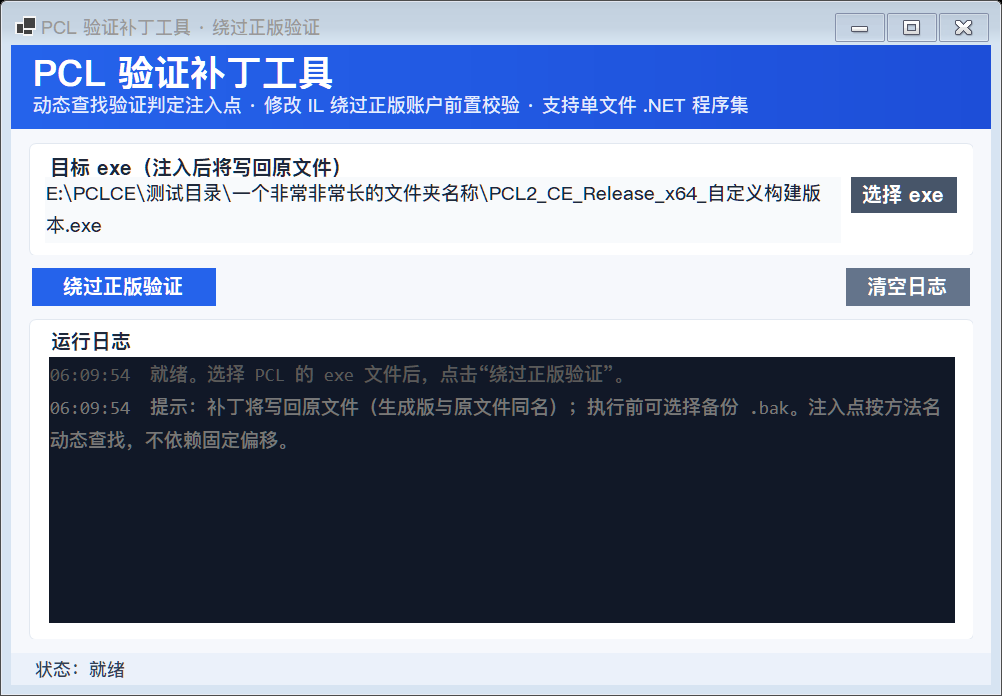 PCL 验证补丁工具 · 绕过正版验证
PCL 验证补丁工具
动态查找验证判定注入点 · 修改 IL 绕过正版账户前置校验 · 支持单文件 .NET 程序集
目标 exe（注入后将写回原文件）
E:\PCLCE\测试目录\一个非常非常长的文件夹名称\PCL2_CE_Release_x64_自定义构建版
本.exe
选择 exe
绕过正版验证
清空日志
运行日志
06:09:54 就绪。选择 PCL 的 exe 文件后，点击“绕过正版验证”。
06:09:54 提示：补丁将写回原文件（生成版与原文件同名）；执行前可选择备份 .bak。注入点按方法名
动态查找，不依赖固定偏移。
状态：就绪